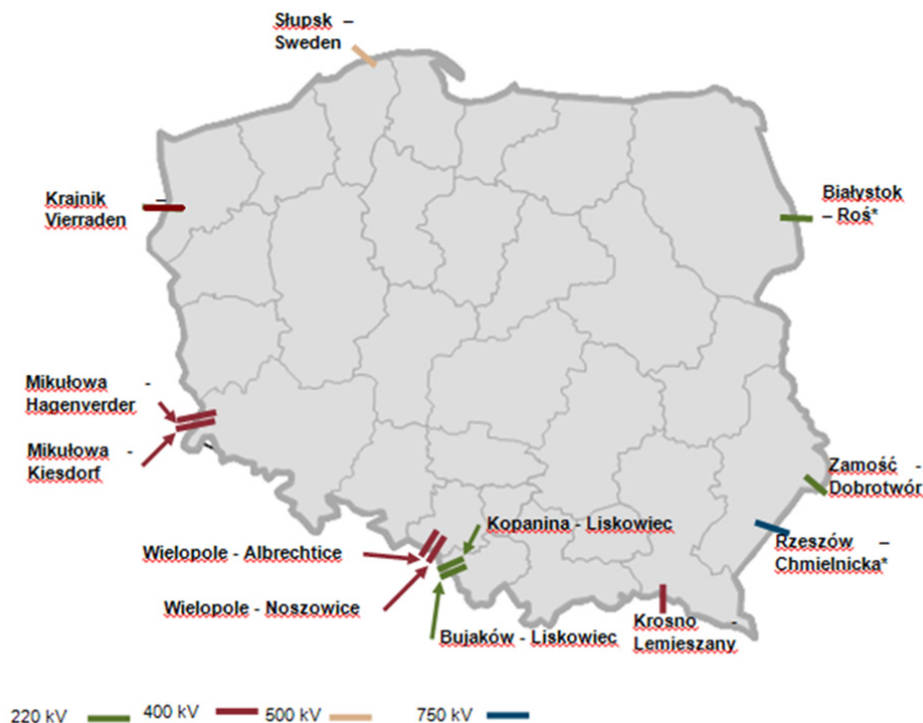 Słupsk –
Sweden
Krajnik –
Vierraden
Białystok
– Roś*
Mikułowa -
Hagenverder
Mikułowa -
Kiesdorf
Zamość -
Dobrotwór
Kopanina - Liskowiec
Rzeszów –
Chmielnicka*
Wielopole - Albrechtice
Wielopole - Noszowice
Krosno -
Lemieszany
Bujaków - Liskowiec
220 kV 400 kV 500 kV 750 kV